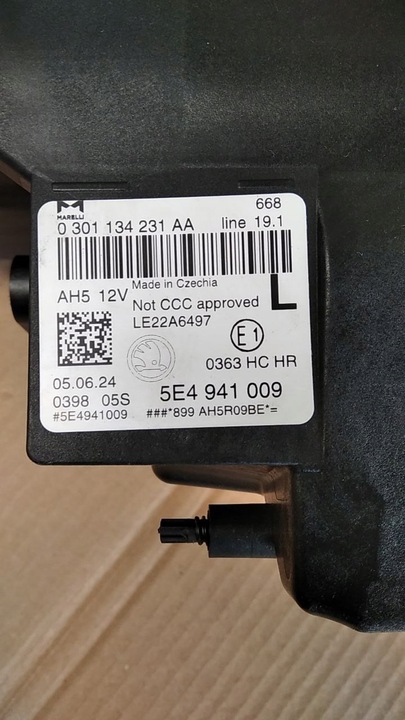 MARELLI
668
0 301 134 231 AA line 19.1
AH5 12V
Made in Czechia
Not CCC approved
L
LE22A6497
E1
0363 HC HR
05.06.24
5E4 941 009
0398 05S
#5E4941009
###*899 AH5R09BE*=